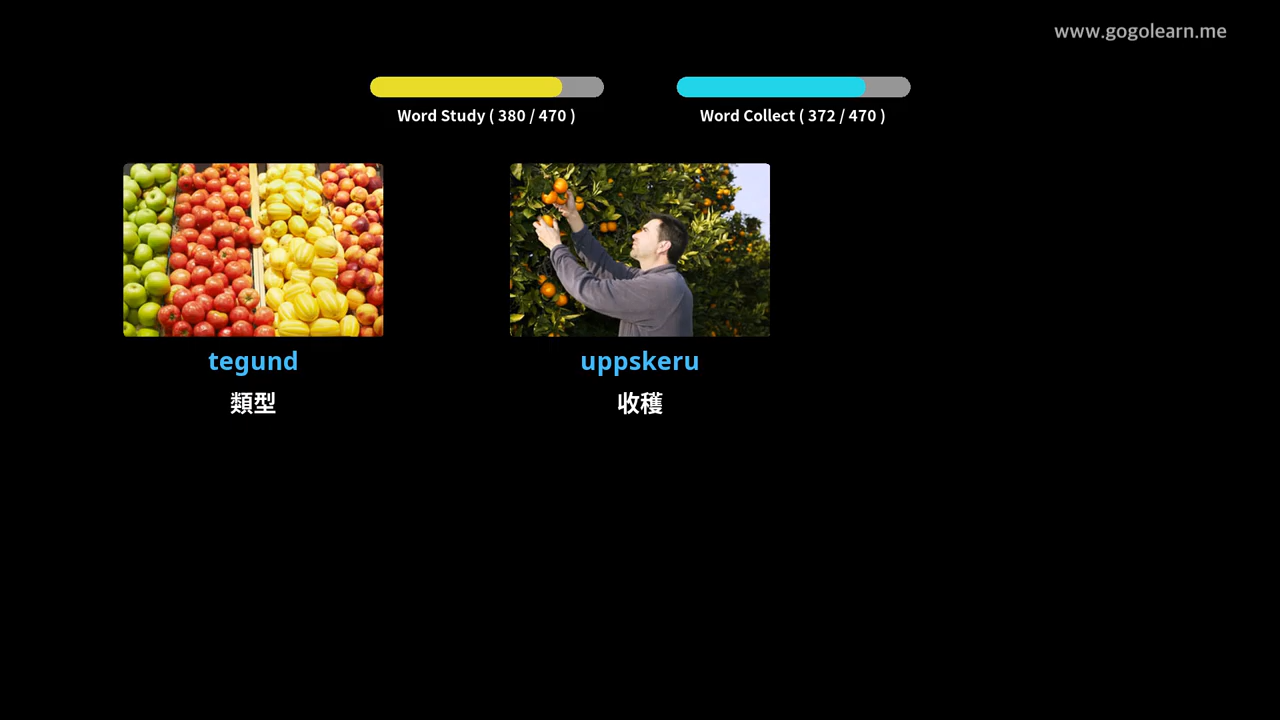 www.gogolearn.me
Word Study ( 380 / 470 )
Word Collect ( 372 / 470 )
tegund
類型
uppskeru
收穫